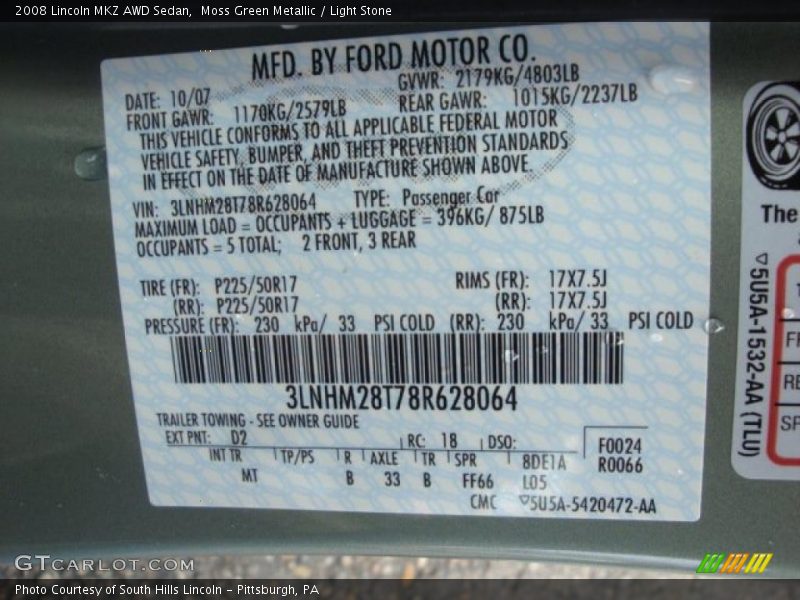 2008 Lincoln MKZ AWD Sedan,  Moss Green Metallic / Light Stone
MFD. BY FORD MOTOR CO.
DATE: 10/07 GVWR: 2179KG/4803LB
FRONT GAWR: 1170KG/2579LB REAR GAWR: 1015KG/2237LB
THIS VEHICLE CONFORMS TO ALL APPLICABLE FEDERAL MOTOR
VEHICLE SAFETY, BUMPER, AND THEFT PREVENTION STANDARDS
IN EFFECT ON THE DATE OF MANUFACTURE SHOWN ABOVE.
VIN: 3LNHM28T78R628064 TYPE: Passenger Car
MAXIMUM LOAD = OCCUPANTS + LUGGAGE = 396KG/ 875LB
OCCUPANTS = 5 TOTAL; 2 FRONT, 3 REAR
TIRE (FR): P225/50R17 RIMS (FR): 17X7.5J
(RR): P225/50R17 (RR): 17X7.5J
PRESSURE (FR): 230 kPa/ 33 PSI COLD (RR): 230 kPa/ 33 PSI COLD
3LNHM28T78R628064
TRAILER TOWING - SEE OWNER GUIDE
EXT PNT: D2 RC: 18 DSO: F0024
INT TR TP/PS R AXLE TR SPR 8DE1A R0066
MT B 33 B FF66 L05
CMC ▽5U5A-5420472-AA
The
▽5U5A-1532-AA (TLU)
FR
RE
SP
GTCARLOT.COM
Photo Courtesy of South Hills Lincoln – Pittsburgh, PA